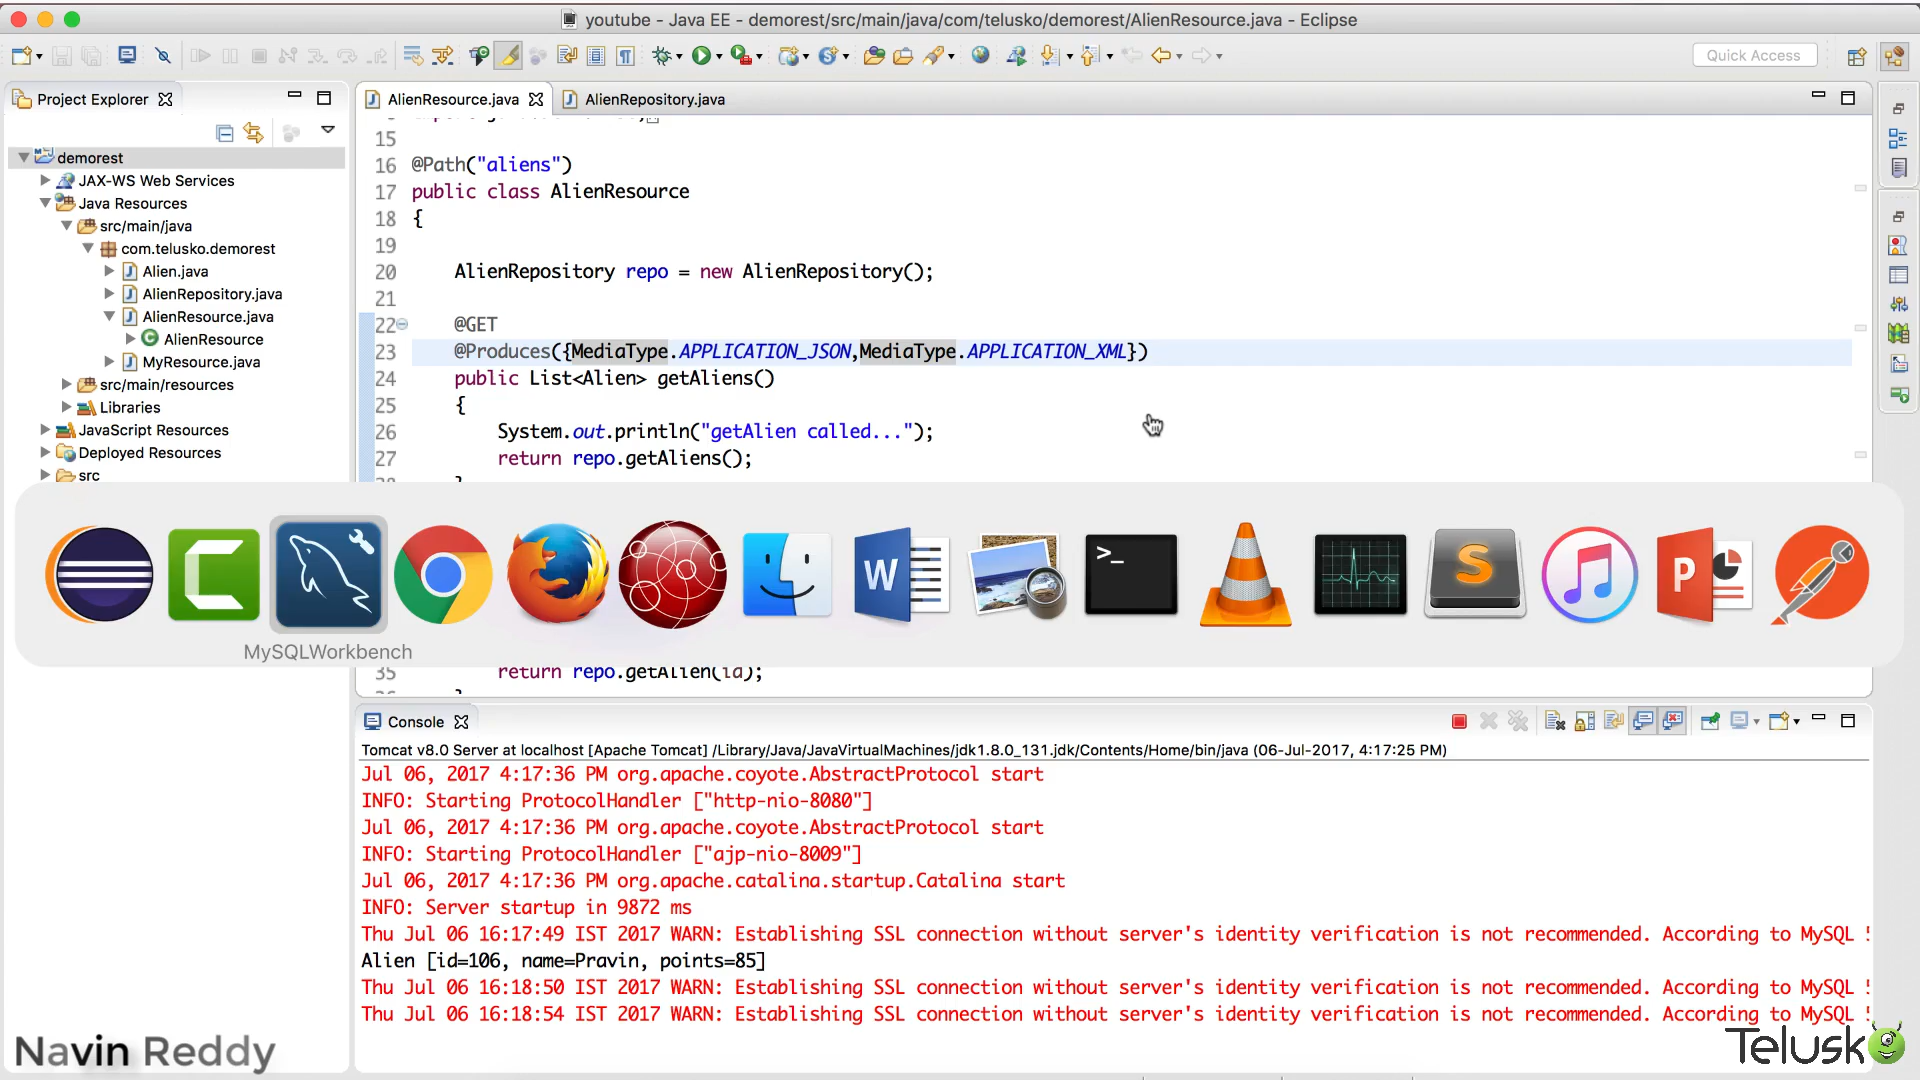 youtube - Java EE - demorest/src/main/java/com/telusko/demorest/AlienResource.java - Eclipse
Quick Access
Project Explorer
AlienResource.java
AlienRepository.java
demorest
JAX-WS Web Services
Java Resources
src/main/java
com.telusko.demorest
Alien.java
AlienRepository.java
AlienResource.java
AlienResource
MyResource.java
src/main/resources
Libraries
JavaScript Resources
Deployed Resources
src
15
16 @Path("aliens")
17 public class AlienResource
18 {
19
20 AlienRepository repo = new AlienRepository();
21
22 @GET
23 @Produces({MediaType.APPLICATION_JSON,MediaType.APPLICATION_XML})
24 public List<Alien> getAliens()
25 {
26 System.out.println("getAlien called...");
27 return repo.getAliens();
MySQLWorkbench
35 return repo.getAlien(id);
Console
Tomcat v8.0 Server at localhost [Apache Tomcat] /Library/Java/JavaVirtualMachines/jdk1.8.0_131.jdk/Contents/Home/bin/java (06-Jul-2017, 4:17:25 PM)
Jul 06, 2017 4:17:36 PM org.apache.coyote.AbstractProtocol start
INFO: Starting ProtocolHandler ["http-nio-8080"]
Jul 06, 2017 4:17:36 PM org.apache.coyote.AbstractProtocol start
INFO: Starting ProtocolHandler ["ajp-nio-8009"]
Jul 06, 2017 4:17:36 PM org.apache.catalina.startup.Catalina start
INFO: Server startup in 9872 ms
Thu Jul 06 16:17:49 IST 2017 WARN: Establishing SSL connection without server's identity verification is not recommended. According to MySQL
Alien [id=106, name=Pravin, points=85]
Thu Jul 06 16:18:50 IST 2017 WARN: Establishing SSL connection without server's identity verification is not recommended. According to MySQL
Thu Jul 06 16:18:54 IST 2017 WARN: Establishing SSL connection without server's identity verification is not recommended. According to MySQL
Navin Reddy
Telusko